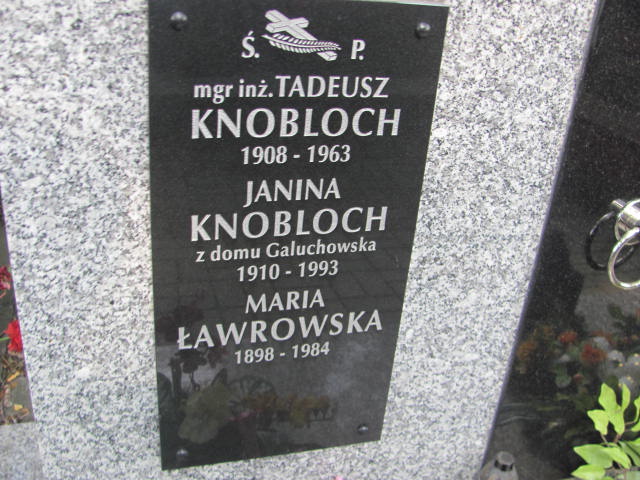 Ś. P.
mgr inż. TADEUSZ
KNOBLOCH
1908 - 1963
JANINA
KNOBLOCH
z domu Galuchowska
1910 - 1993
MARIA
ŁAWROWSKA
1898 - 1984